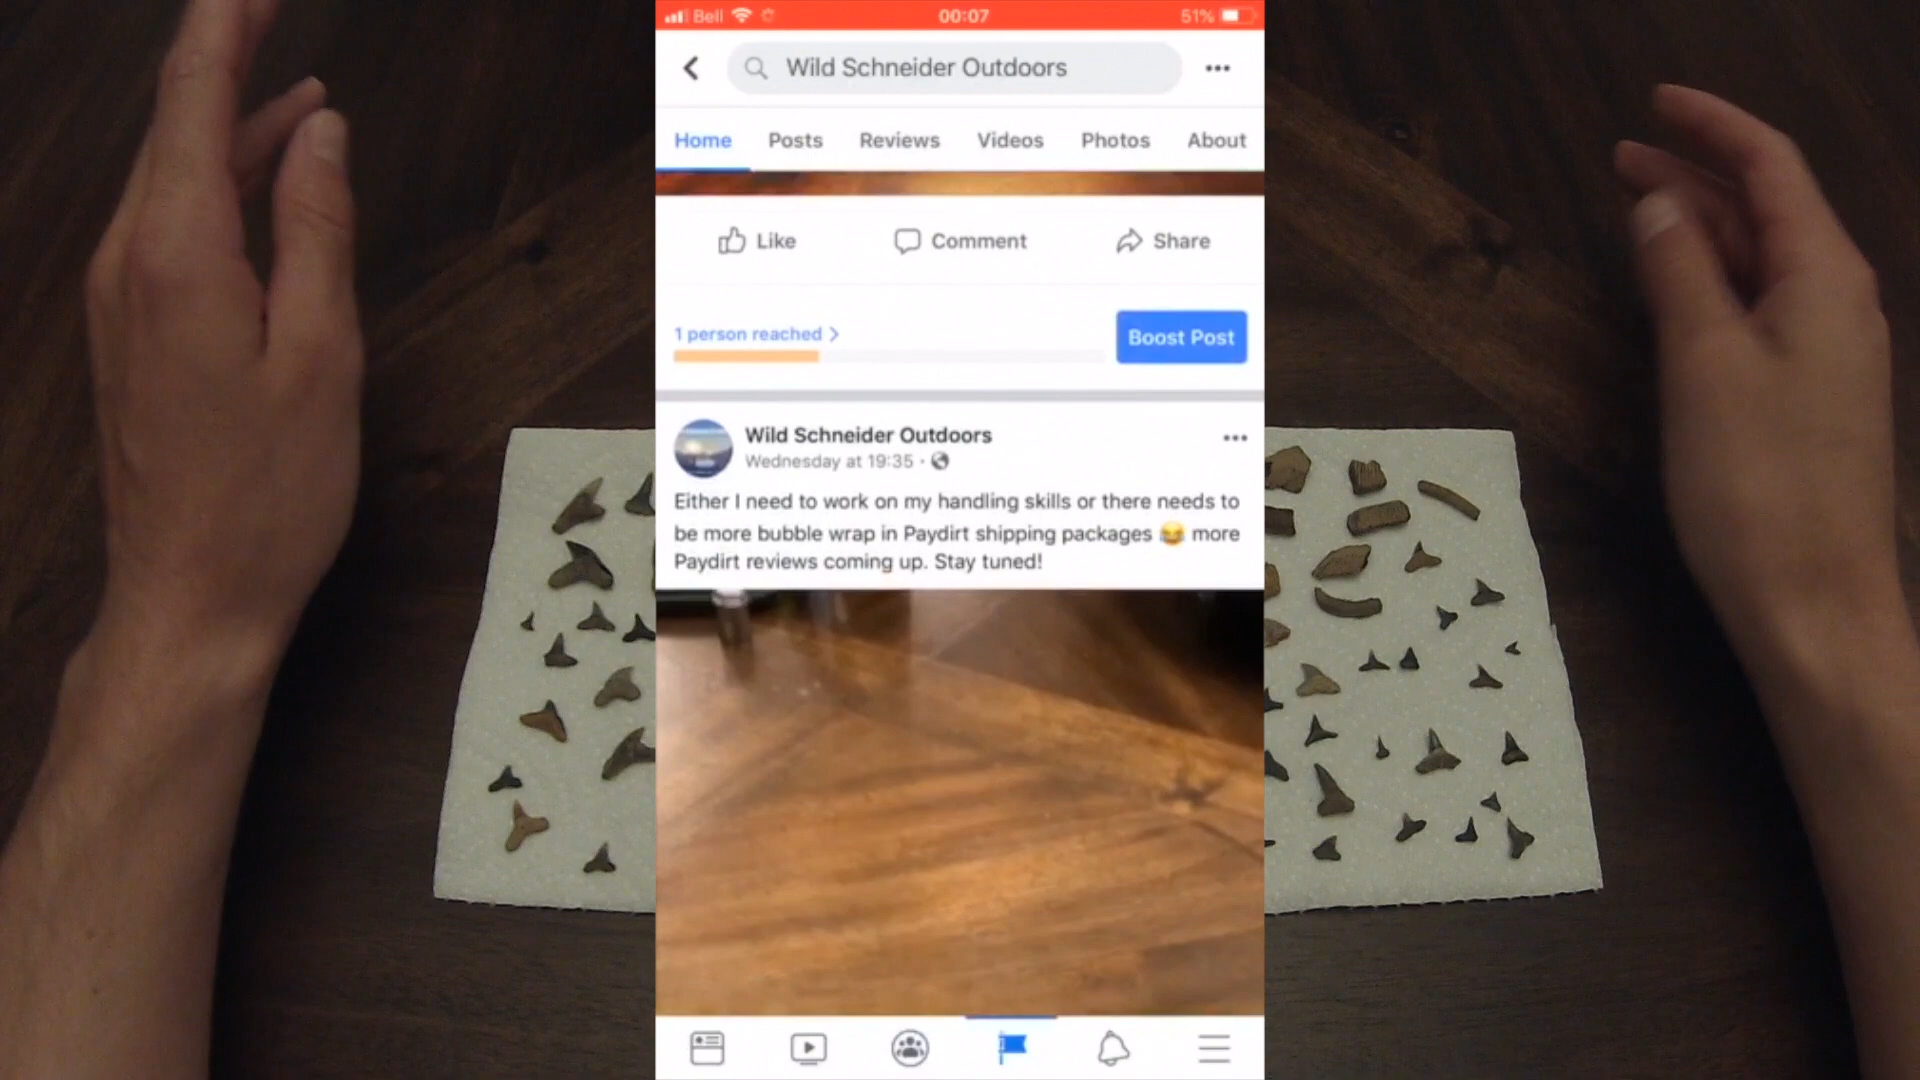 Bell 00:07 51%
Wild Schneider Outdoors
Home Posts Reviews Videos Photos About
Like Comment Share
1 person reached
Boost Post
Wild Schneider Outdoors
Wednesday at 19:35 ·
Either I need to work on my handling skills or there needs to
be more bubble wrap in Paydirt shipping packages 😂 more
Paydirt reviews coming up. Stay tuned!